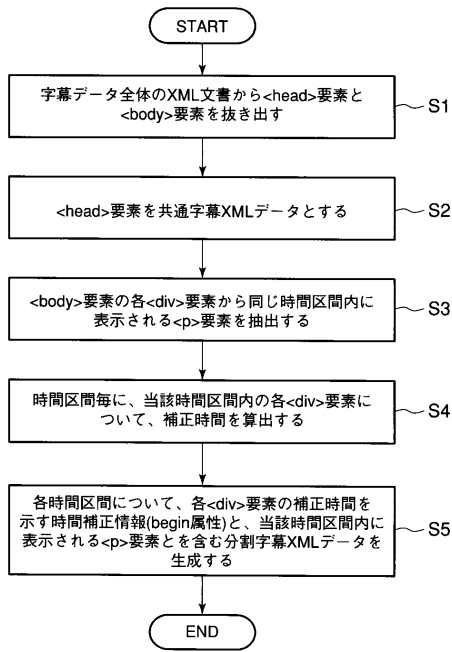 START
字幕データ全体のXML文書から<head>要素と
<body>要素を抜き出す
S1
<head>要素を共通字幕XMLデータとする
S2
<body>要素の各<div>要素から同じ時間区間内に
表示される<p>要素を抽出する
S3
時間区間毎に、当該時間区間内の各<div>要素に
ついて、補正時間を算出する
S4
各時間区間について、各<div>要素の補正時間を
示す時間補正情報(begin属性)と、当該時間区間内に
表示される<p>要素とを含む分割字幕XMLデータを
生成する
S5
END